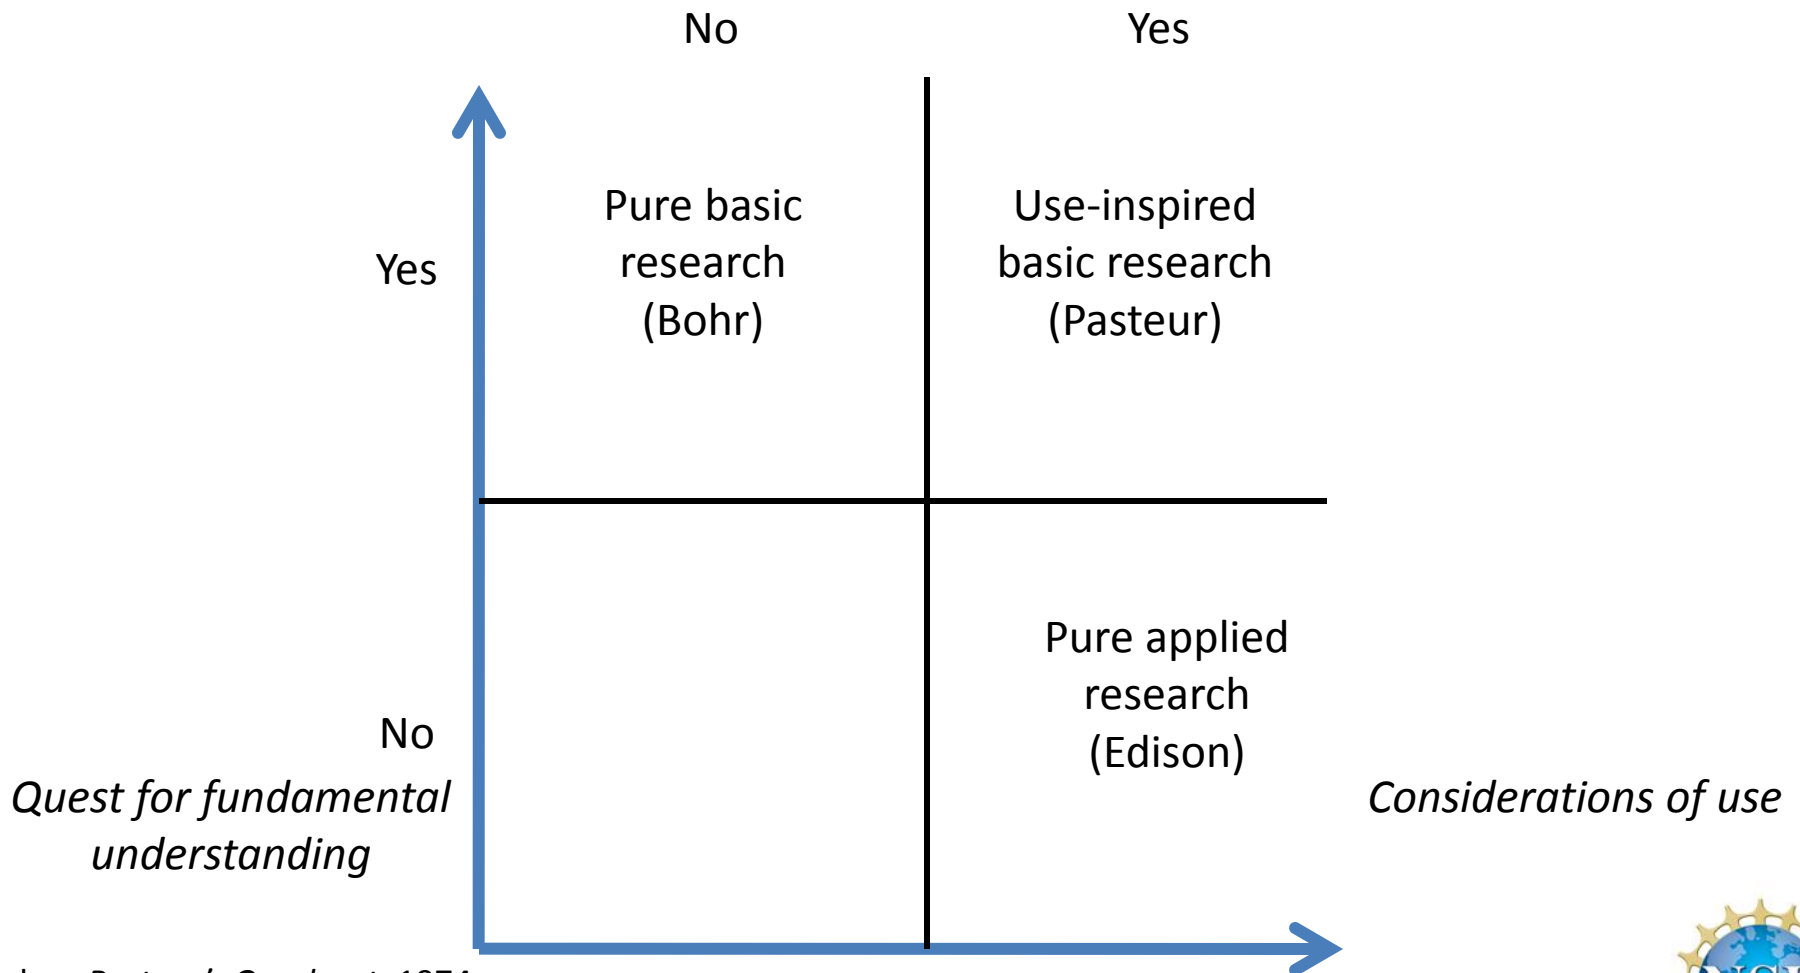 No
Yes
Pure basic
research
(Bohr)
Use-inspired
basic research
(Pasteur)
Yes
Pure applied
research
(Edison)
No
Quest for fundamental
understanding
Considerations of use